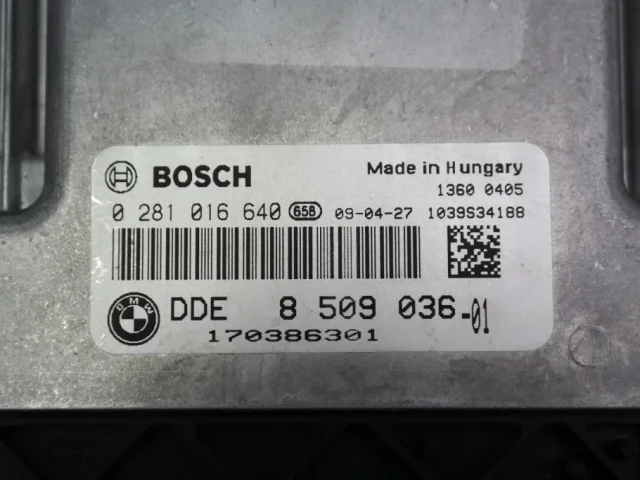 BOSCH
Made in Hungary
1360 0405
0 281 016 640 658 09-04-27 1039S34188
BMW DDE 8 509 036-01
170386301